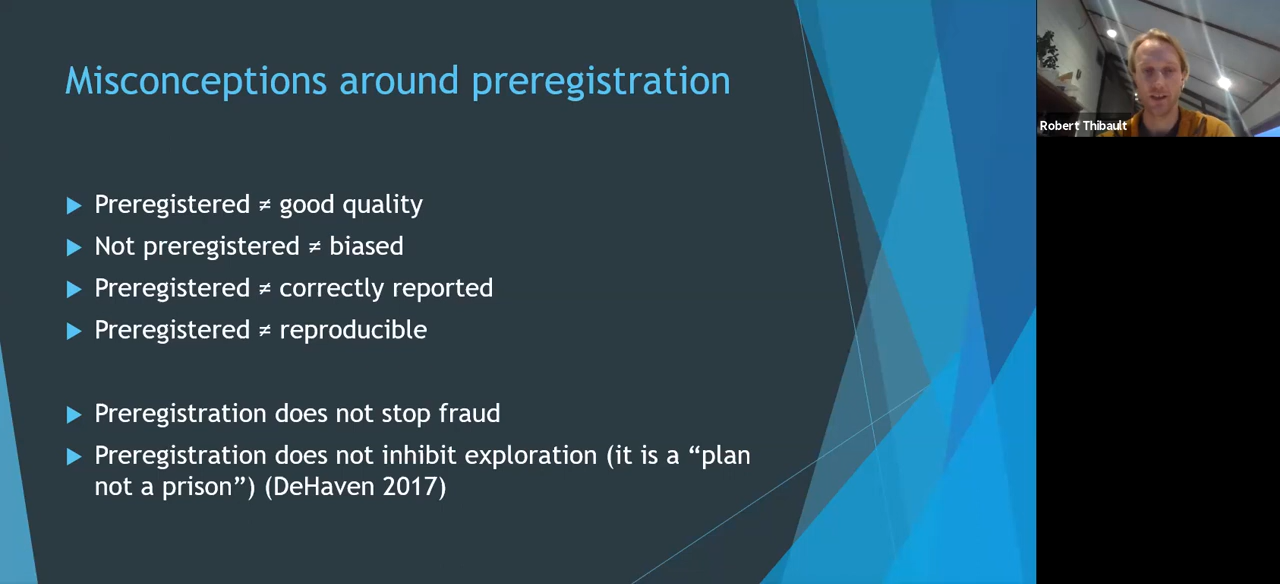 Misconceptions around preregistration
Preregistered ≠ good quality
Not preregistered ≠ biased
Preregistered ≠ correctly reported
Preregistered ≠ reproducible
Preregistration does not stop fraud
Preregistration does not inhibit exploration (it is a “plan
not a prison”) (DeHaven 2017)
Robert Thibault